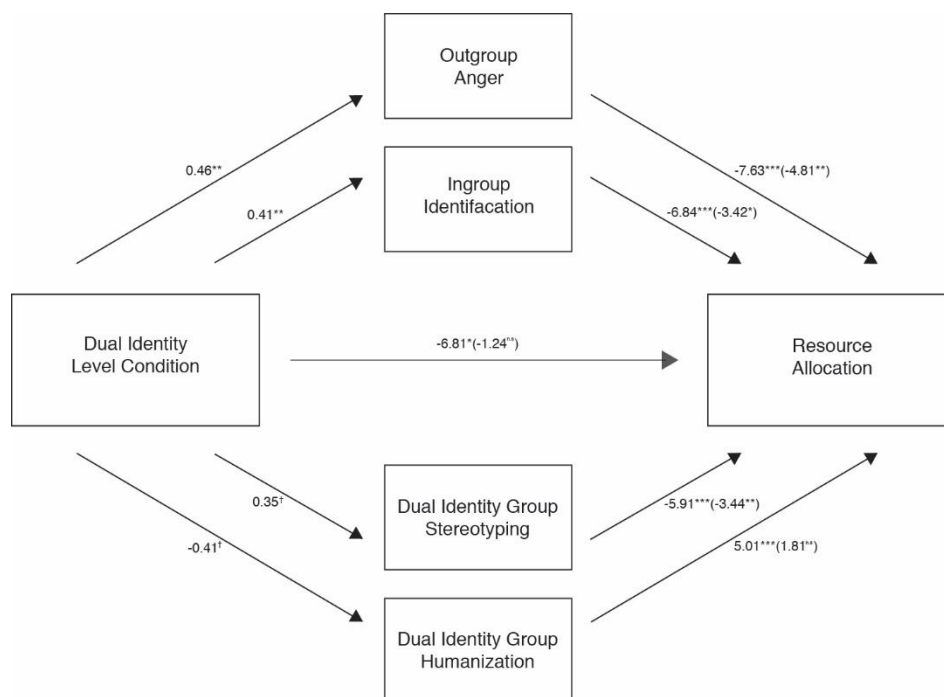 Outgroup
Anger
0.46**
-7.63***(-4.81**)
Ingroup
Identifacation
0.41**
-6.84***(-3.42*)
Dual Identity
Level Condition
-6.81*(-1.24ⁿˢ)
Resource
Allocation
0.35†
Dual Identity Group
Stereotyping
-5.91***(-3.44**)
-0.41†
5.01***(1.81ⁿˢ)
Dual Identity Group
Humanization